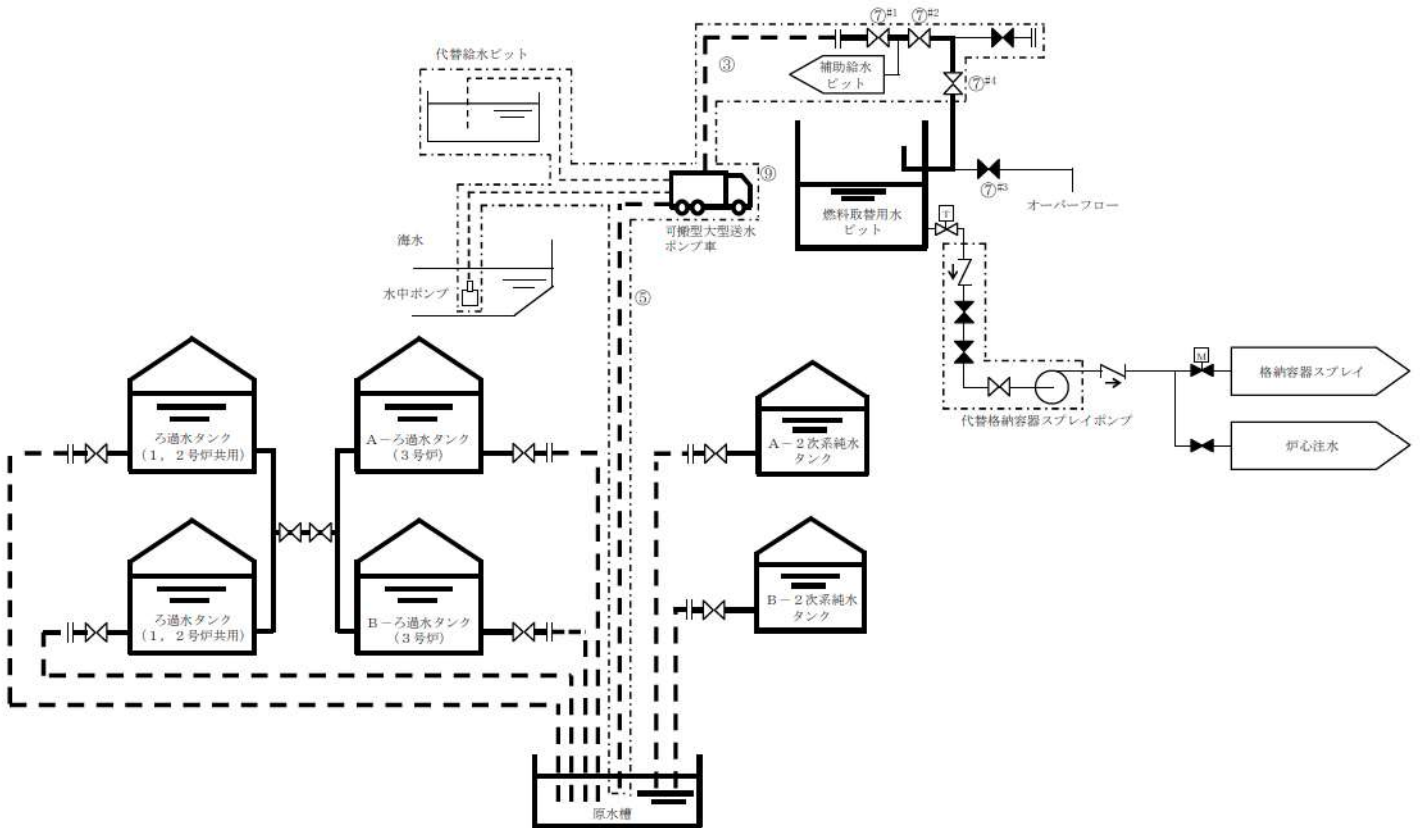 ⑦#1
⑦#2
代替給水ピット
③
補助給水
ピット
⑦#4
⑨
⑦#3
オーバーフロー
燃料取替用水
ピット
T
可搬型大型送水
ポンプ車
海水
水中ポンプ
⑤
M
格納容器スプレイ
代替格納容器スプレイポンプ
炉心注水
ろ過水タンク
(1,2号炉共用)
A-ろ過水タンク
(3号炉)
A-2次系純水
タンク
ろ過水タンク
(1,2号炉共用)
B-ろ過水タンク
(3号炉)
B-2次系純水
タンク
原水槽